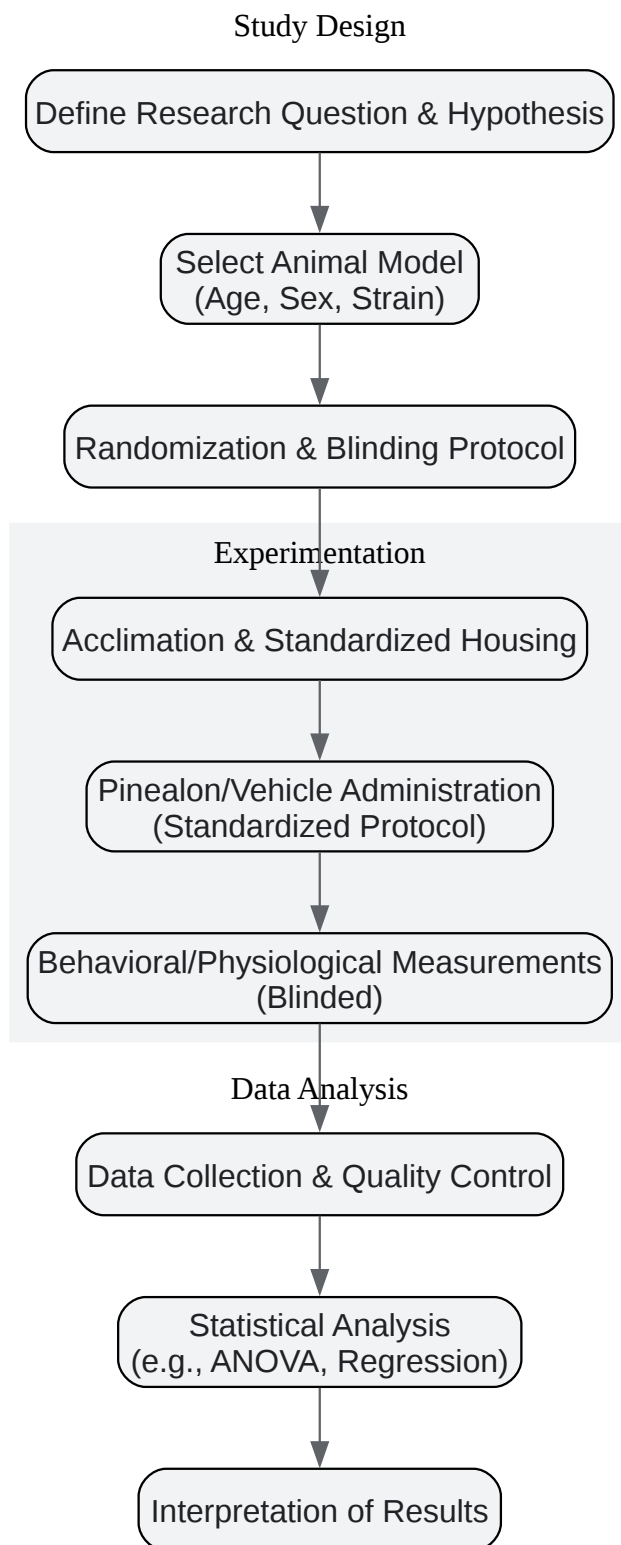 Study Design
Define Research Question & Hypothesis
Select Animal Model
(Age, Sex, Strain)
Randomization & Blinding Protocol
Experimentation
Acclimation & Standardized Housing
Pinealon/Vehicle Administration
(Standardized Protocol)
Behavioral/Physiological Measurements
(Blinded)
Data Analysis
Data Collection & Quality Control
Statistical Analysis
(e.g., ANOVA, Regression)
Interpretation of Results